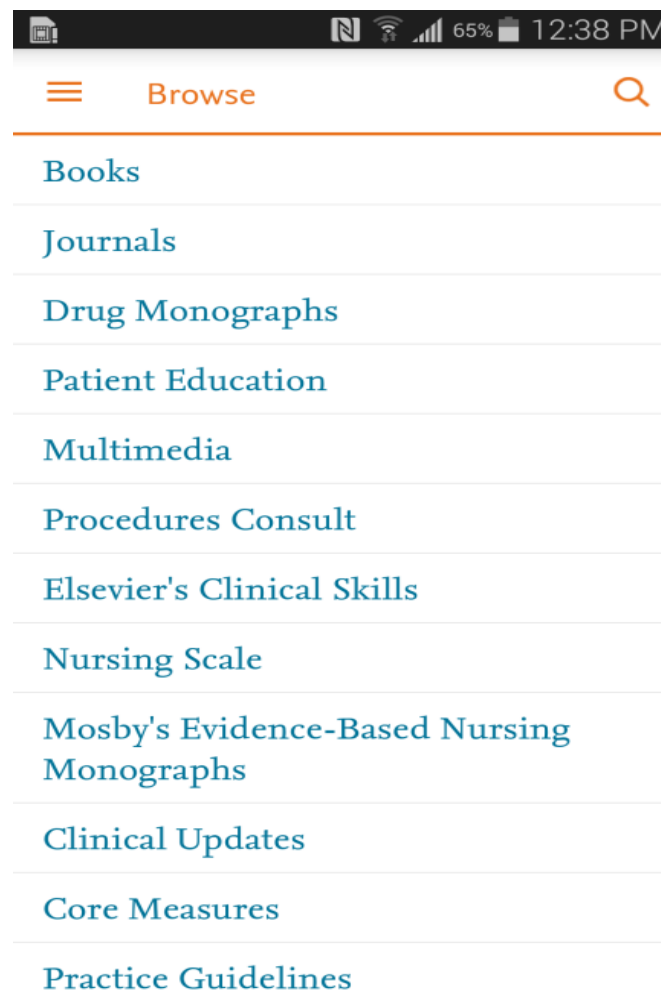 65% 12:38 PM
Browse
Books
Journals
Drug Monographs
Patient Education
Multimedia
Procedures Consult
Elsevier's Clinical Skills
Nursing Scale
Mosby's Evidence-Based Nursing
Monographs
Clinical Updates
Core Measures
Practice Guidelines